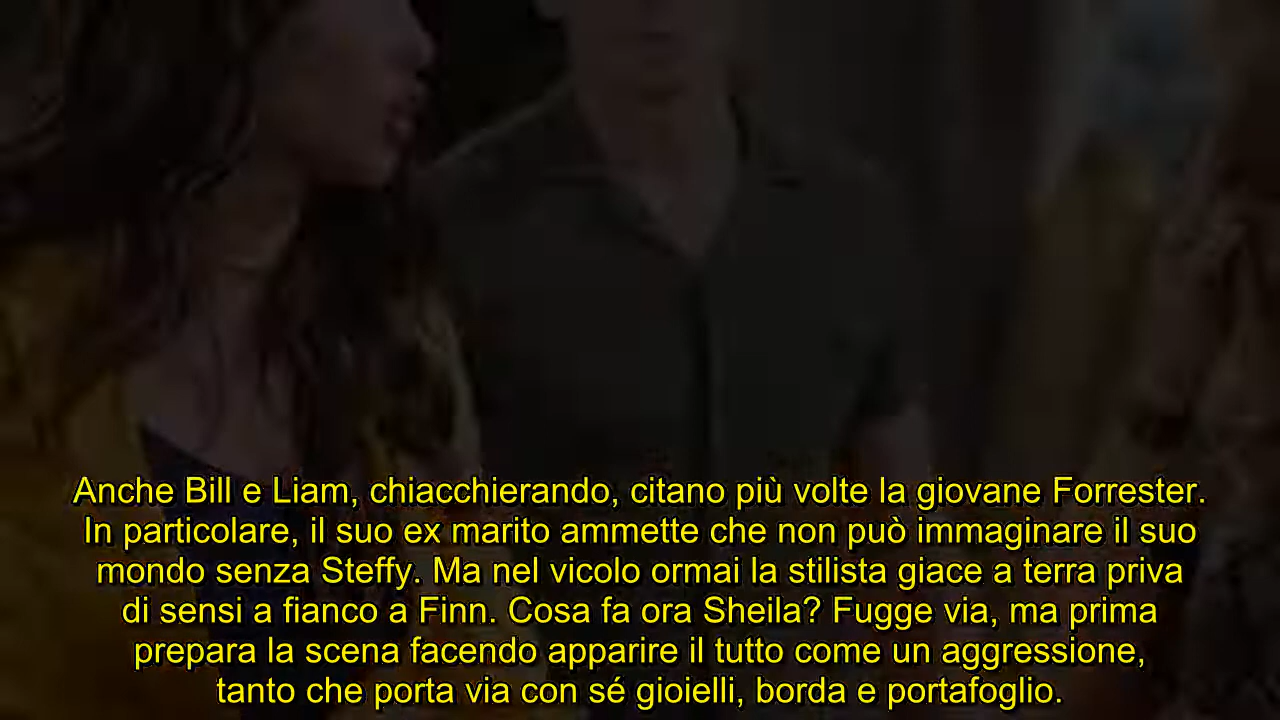 Anche Bill e Liam, chiacchierando, citano più volte la giovane Forrester.
In particolare, il suo ex marito ammette che non può immaginare il suo
mondo senza Steffy. Ma nel vicolo ormai la stilista giace a terra priva
di sensi a fianco a Finn. Cosa fa ora Sheila? Fugge via, ma prima
prepara la scena facendo apparire il tutto come un aggressione,
tanto che porta via con sé gioielli, borda e portafoglio.